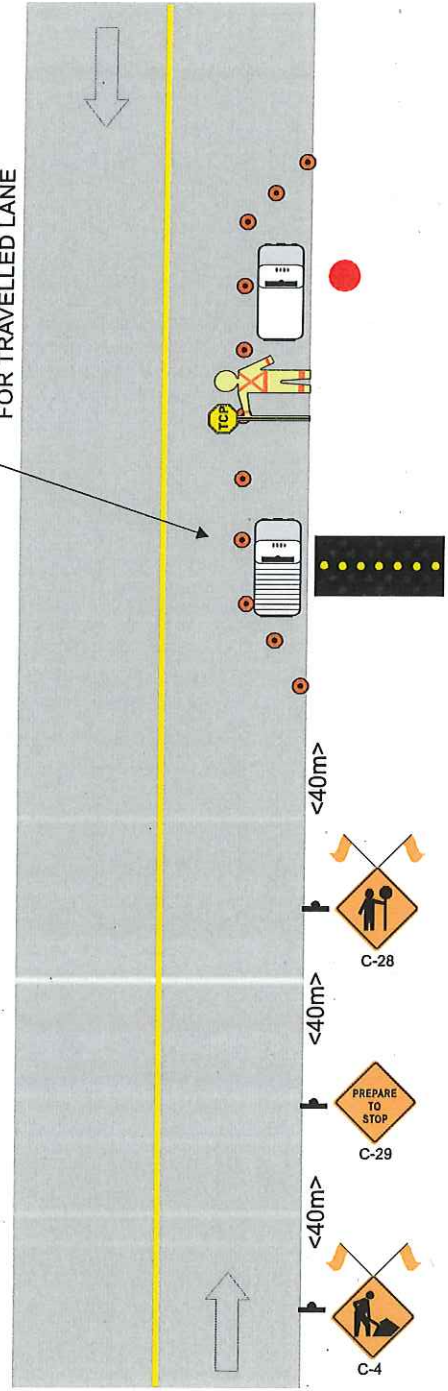 FOR TRAVELLED LANE
TCP
<40m>
<40m>
<40m>
C-28
PREPARE
TO
STOP
C-29
C-4